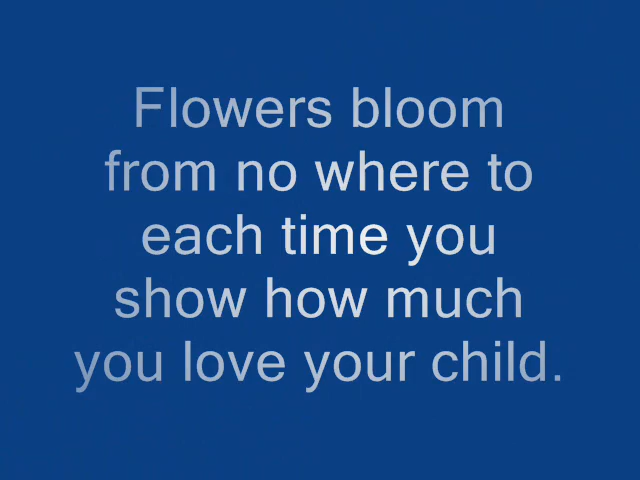 Flowers bloom
from no where to
each time you
show how much
you love your child.